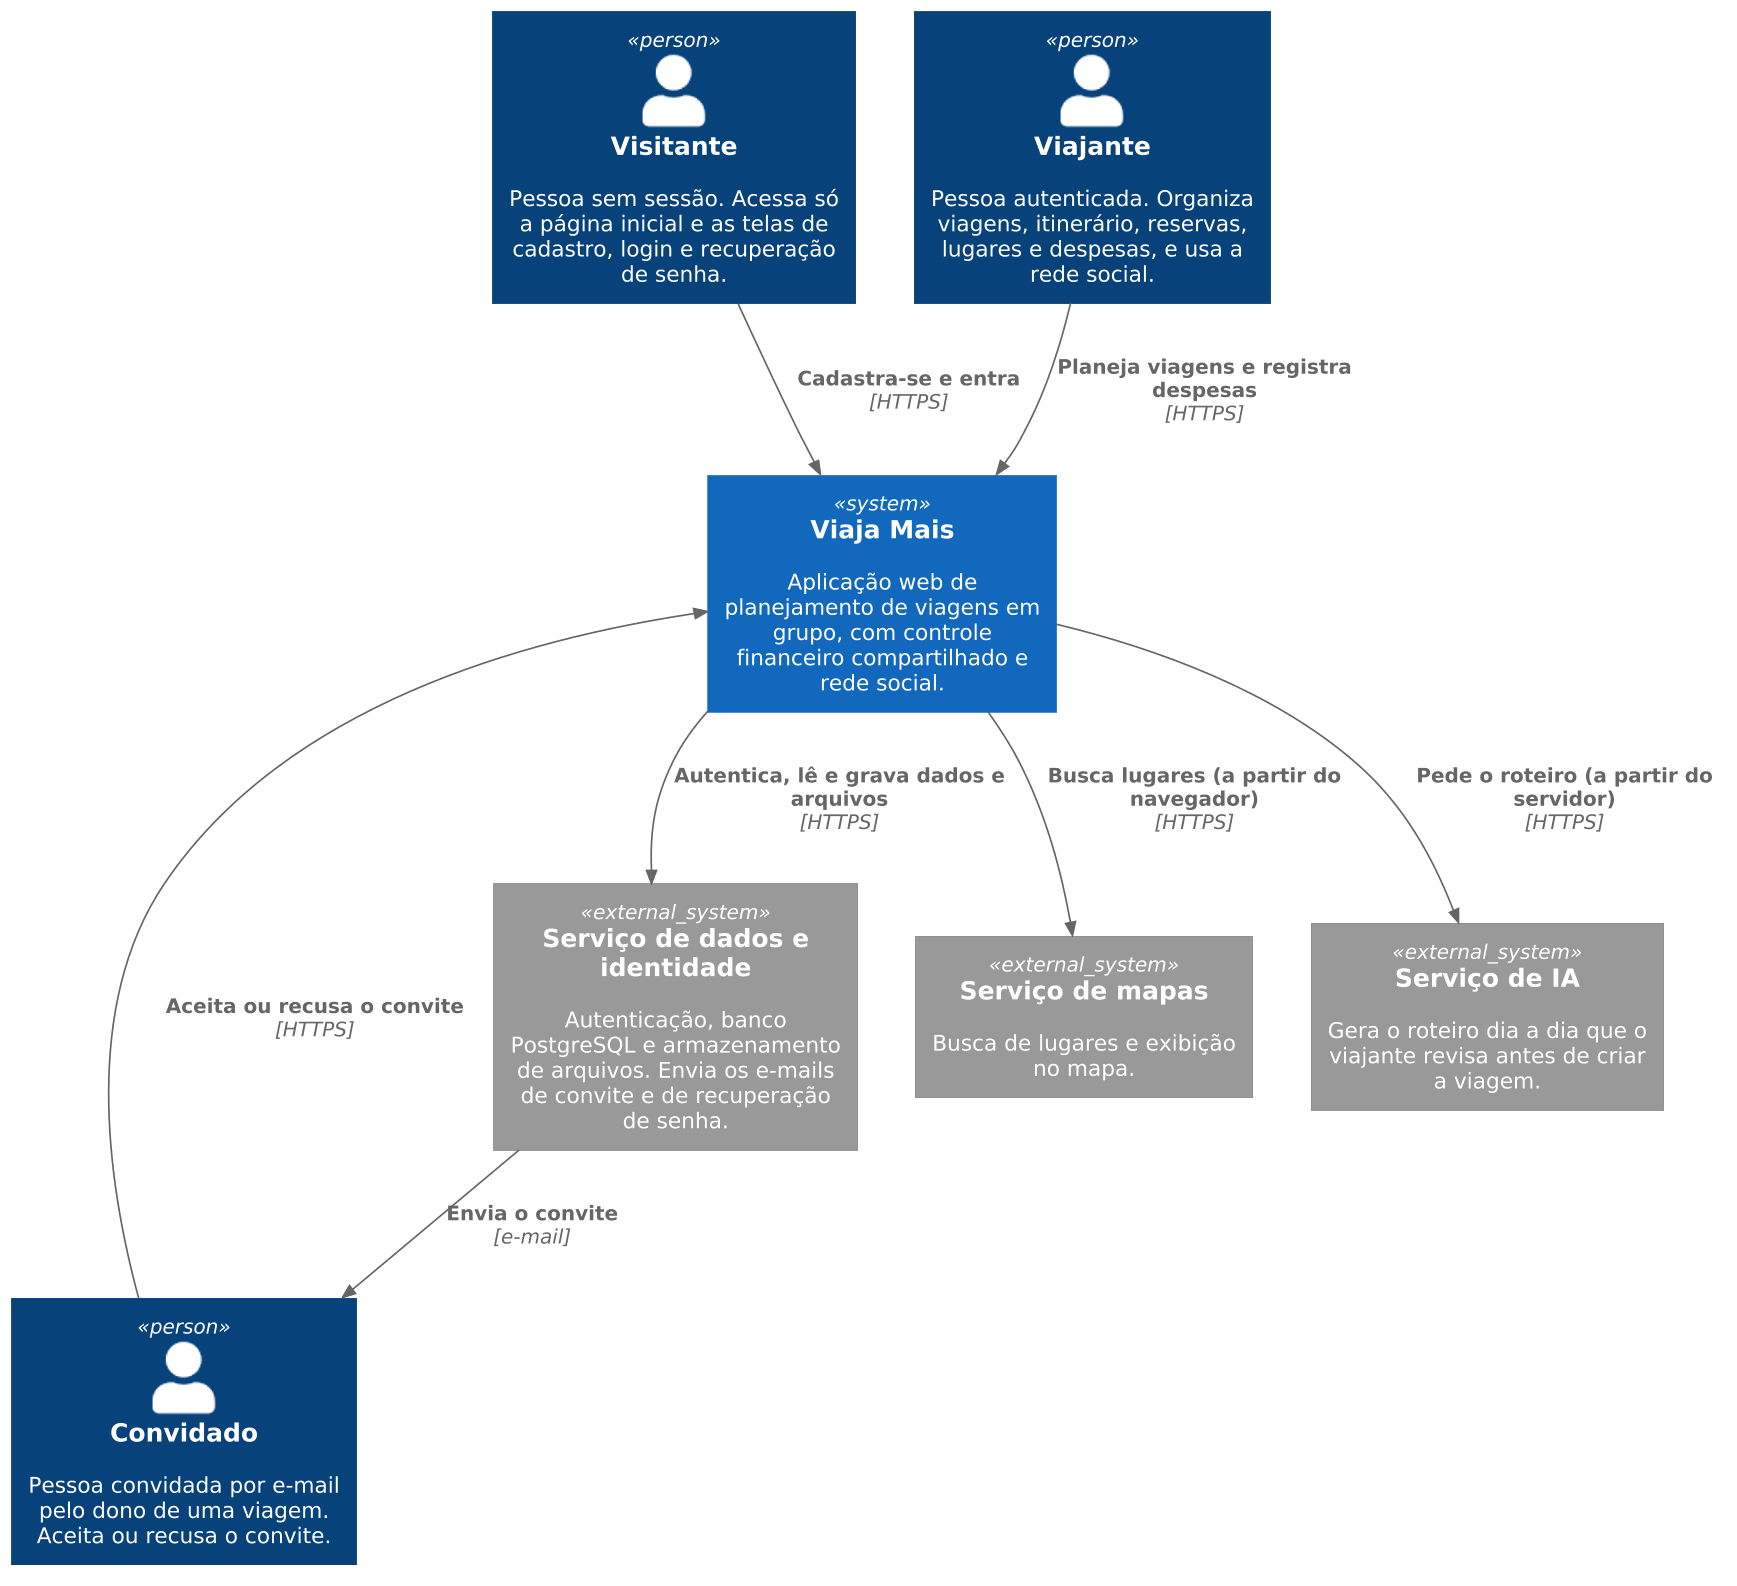 «person»
Visitante
Pessoa sem sessão. Acessa só
a página inicial e as telas de
cadastro, login e recuperação
de senha.
«person»
Viajante
Pessoa autenticada. Organiza
viagens, itinerário, reservas,
lugares e despesas, e usa a
rede social.
Cadastra-se e entra
[HTTPS]
Planeja viagens e registra
despesas
[HTTPS]
«system»
Viaja Mais
Aplicação web de
planejamento de viagens em
grupo, com controle
financeiro compartilhado e
rede social.
Autentica, lê e grava dados e
arquivos
[HTTPS]
Busca lugares (a partir do
navegador)
[HTTPS]
Pede o roteiro (a partir do
servidor)
[HTTPS]
«external_system»
Serviço de dados e
identidade
Autenticação, banco
PostgreSQL e armazenamento
de arquivos. Envia os e-mails
de convite e de recuperação
de senha.
«external_system»
Serviço de mapas
Busca de lugares e exibição
no mapa.
«external_system»
Serviço de IA
Gera o roteiro dia a dia que o
viajante revisa antes de criar
a viagem.
Aceita ou recusa o convite
[HTTPS]
Envia o convite
[e-mail]
«person»
Convidado
Pessoa convidada por e-mail
pelo dono de uma viagem.
Aceita ou recusa o convite.